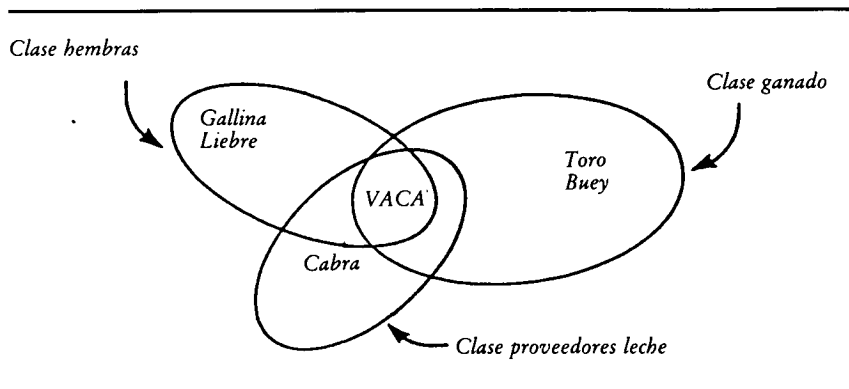 Clase hembras
Clase ganado
Gallina
Liebre
Toro
Buey
VACA
Cabra
Clase proveedores leche